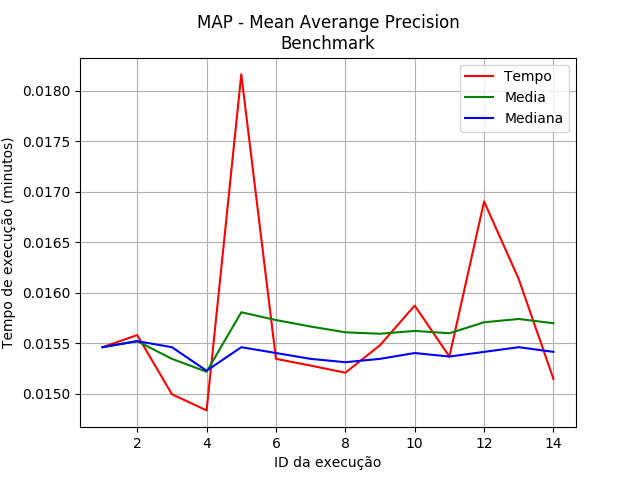 MAP - Mean Averange Precision
Benchmark
Tempo
Media
Mediana
0.0180
0.0175
0.0170
0.0165
0.0160
0.0155
0.0150
Tempo de execução (minutos)
2 4 6 8 10 12 14
ID da execução